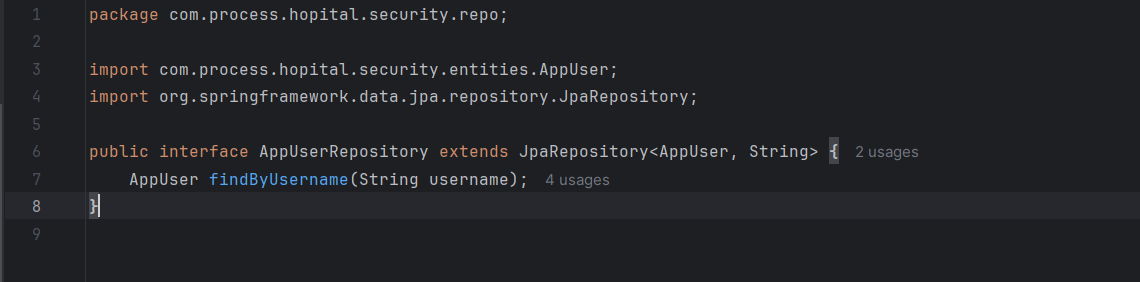 1 package com.process.hopital.security.repo;
2
3 import com.process.hopital.security.entities.AppUser;
4 import org.springframework.data.jpa.repository.JpaRepository;
5
6 public interface AppUserRepository extends JpaRepository<AppUser, String> { 2 usages
7 AppUser findByUsername(String username); 4 usages
8 }
9